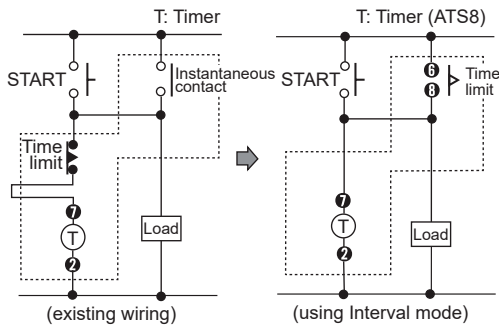 T: Timer
START
Instantaneous
contact
Time
limit
7
T
2
Load
(existing wiring)
T: Timer (ATS8)
START
6
8
Time
limit
7
T
2
Load
(using Interval mode)